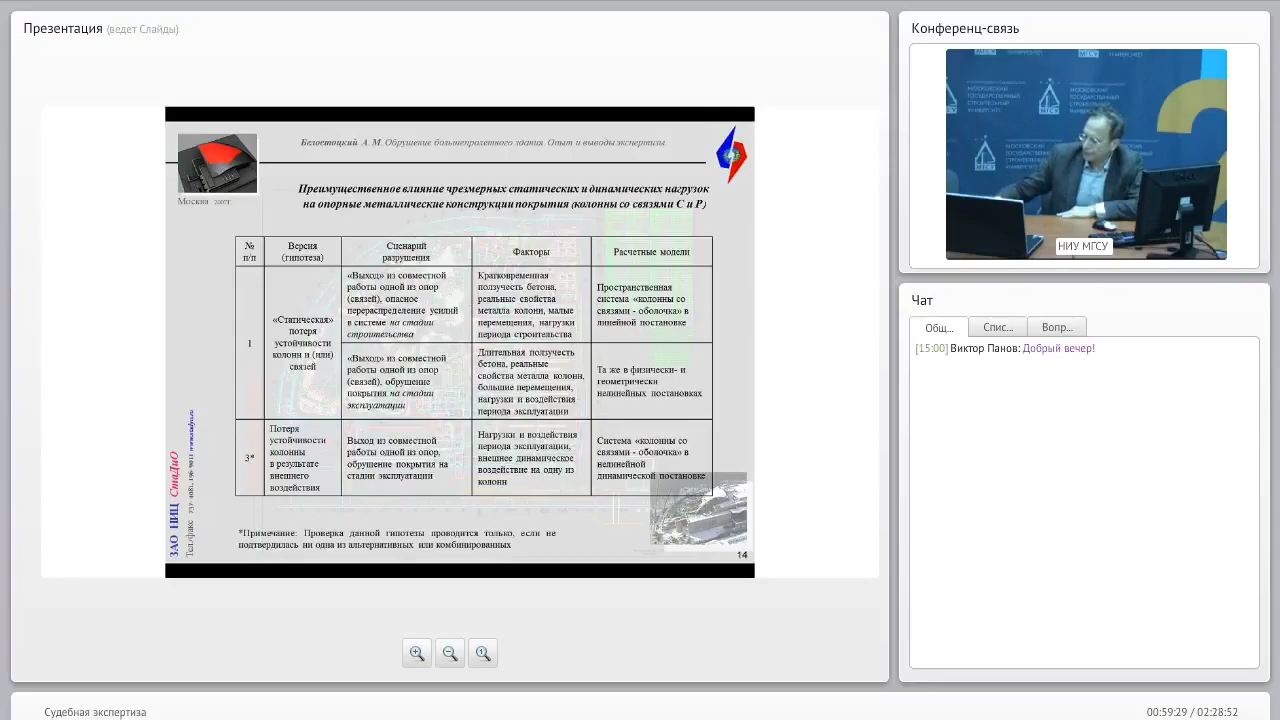 Презентация (ведет Слайды)
Белостоцкий А. М. Обрушение большепролетного здания. Опыт и выводы экспертизы.
Москва
Преимущественное влияние чрезмерных статических и динамических нагрузок
на опорные металлические конструкции покрытия (колонны со связями С и Р)
№
п/п
Версия
(гипотеза)
Сценарий
разрушения
Факторы
Расчетные модели
1
«Статическая»
потеря
устойчивости
колонн и (или)
связей
«Выход» из совместной
работы одной из опор
(связей), опасное
перераспределение усилий
в системе на стадии
строительства
Кратковременная
ползучесть бетона,
реальные свойства
металла колонн, малые
перемещения, нагрузки
периода строительства
Пространственная
система «колонны со
связями - оболочка» в
линейной постановке
«Выход» из совместной
работы одной из опор
(связей), обрушение
покрытия на стадии
эксплуатации
Длительная ползучесть
бетона, реальные
свойства металла колонн,
большие перемещения,
нагрузки и воздействия
периода эксплуатации
Та же в физически- и
геометрически
нелинейных постановках
3*
Потеря
устойчивости
колонны
в результате
внешнего
воздействия
Выход из совместной
работы одной из опор,
обрушение покрытия на
стадии эксплуатации
Нагрузки и воздействия
периода эксплуатации,
внешнее динамическое
воздействие на одну из
колонн
Система «колонны со
связями - оболочка» в
нелинейной
динамической постановке
*Примечание: Проверка данной гипотезы проводится только, если не
подтвердилась ни одна из альтернативных или комбинированных
14
ЗАО НИЦ СтаДиО
Конференц-связь
МОСКОВСКИЙ
ГОСУДАРСТВЕННЫЙ
СТРОИТЕЛЬНЫЙ
УНИВЕРСИТЕТ
МГСУ
НИУ МГСУ
Чат
Общ...
Спис...
Вопр...
[15:00] Виктор Панов: Добрый вечер!
Судебная экспертиза
00:59:29 / 02:28:52